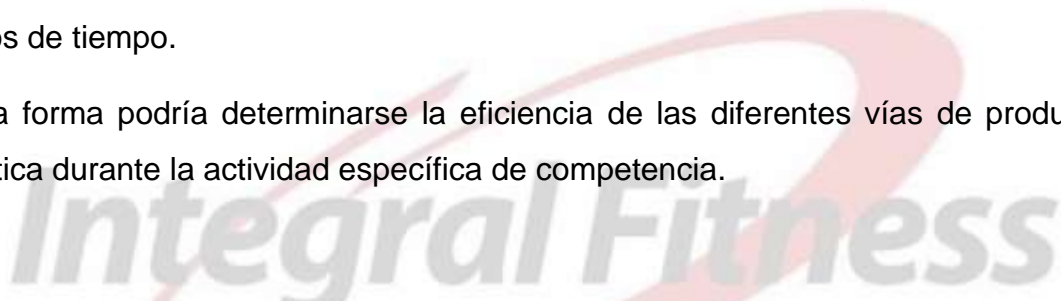 os de tiempo.
a forma podría determinarse la eficiencia de las diferentes vías de produ
tica durante la actividad específica de competencia.
Integral Fitness